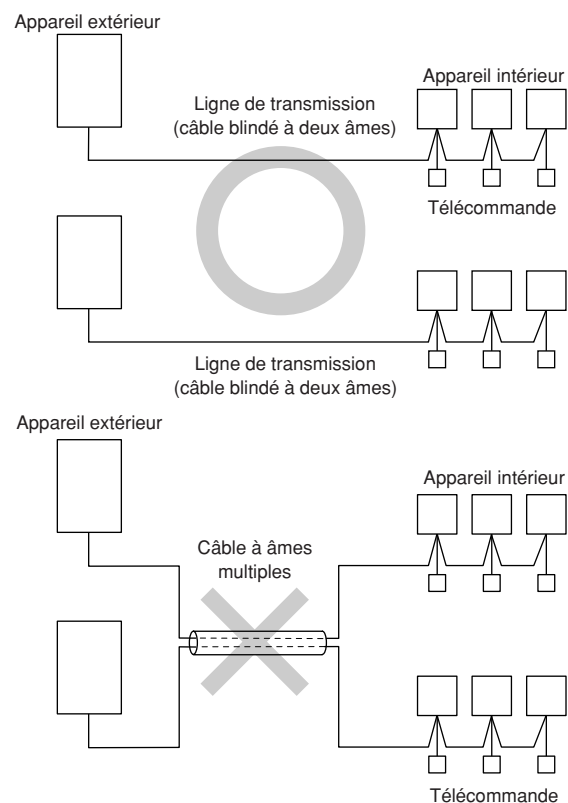 Appareil extérieur
Appareil intérieur
Ligne de transmission
(câble blindé à deux âmes)
Télécommande
Ligne de transmission
(câble blindé à deux âmes)
Appareil extérieur
Appareil intérieur
Câble à âmes
multiples
Télécommande